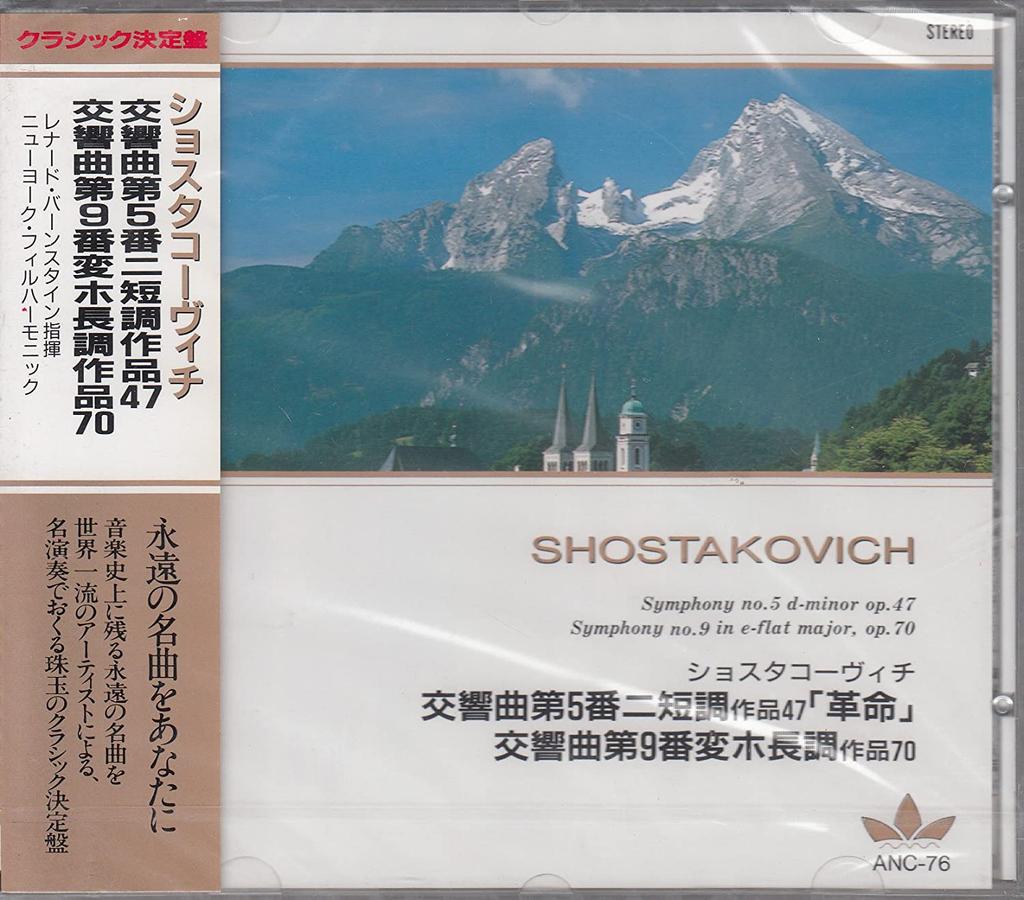 クラシック決定盤
ショスタコーヴィチ
交響曲第5番ニ短調作品47
交響曲第9番変ホ長調作品70
レナード・バーンスタイン指揮
ニューヨーク・フィルハーモニック
永遠の名曲をあなたに
音楽史上に残る永遠の名曲を
世界一流のアーティストによる、
名演奏でおくる珠玉のクラシック決定盤
STEREO
SHOSTAKOVICH
Symphony no.5 d-minor op.47
Symphony no.9 in e-flat major, op.70
ショスタコーヴィチ
交響曲第5番ニ短調作品47「革命」
交響曲第9番変ホ長調作品70
ANC-76